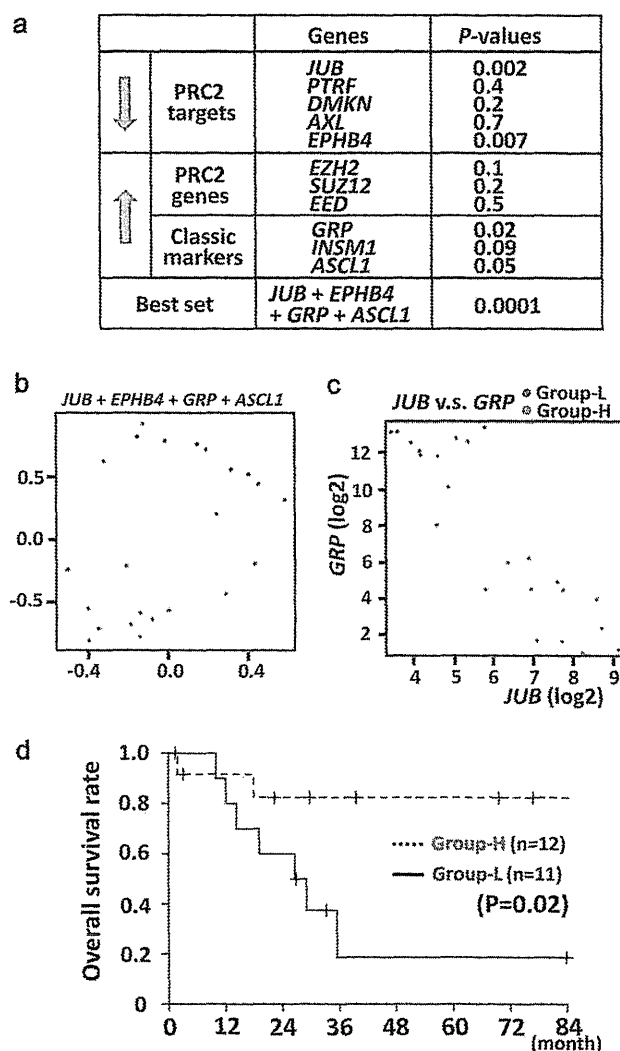 a
Genes P-values
PRC2 targets
JUB 0.002
PTRF 0.4
DMKN 0.2
AXL 0.7
EPHB4 0.007
PRC2 genes
EZH2 0.1
SUZ12 0.2
EED 0.5
Classic markers
GRP 0.02
INSM1 0.09
ASCL1 0.05
Best set
JUB + EPHB4
+ GRP + ASCL1
0.0001
b
JUB + EPHB4 + GRP + ASCL1
0.5
0.0
-0.5
-0.4 0.0 0.4
c
JUB v.s. GRP
Group-L
Group-H
GRP (log2)
12
10
8
6
4
2
4 5 6 7 8 9
JUB (log2)
d
Overall survival rate
1.0
0.8
0.6
0.4
0.2
0
Group-H (n=12)
Group-L (n=11)
(P=0.02)
0 12 24 36 48 60 72 84
(month)